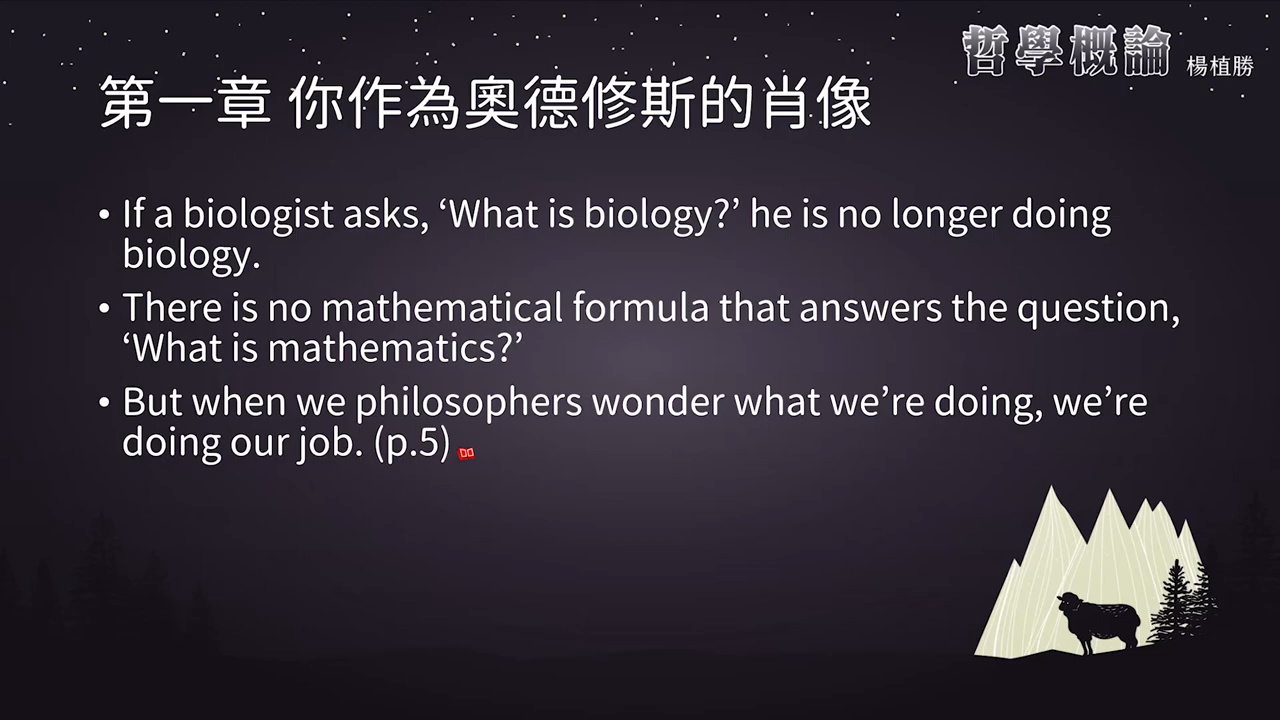 哲學概論 楊植勝
第一章 你作為奧德修斯的肖像
• If a biologist asks, ‘What is biology?’ he is no longer doing
biology.
• There is no mathematical formula that answers the question,
‘What is mathematics?’
• But when we philosophers wonder what we’re doing, we’re
doing our job. (p.5)